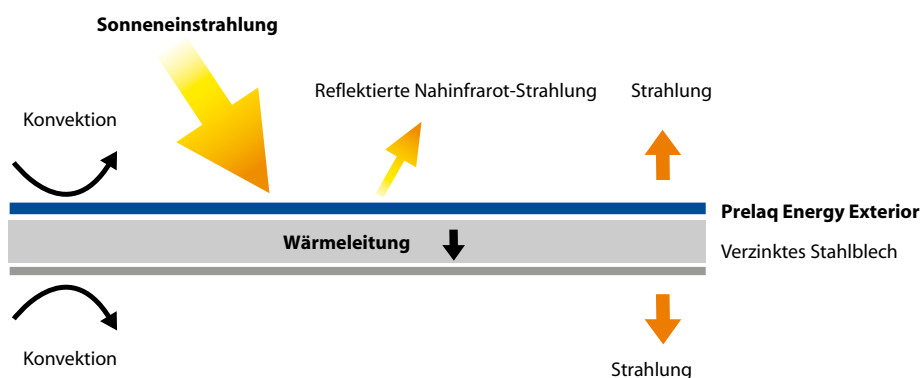 Sonneneinstrahlung
Reflektierte Nahinfrarot-Strahlung
Strahlung
Konvektion
Prelaq Energy Exterior
Wärmeleitung
Verzinktes Stahlblech
Konvektion
Strahlung